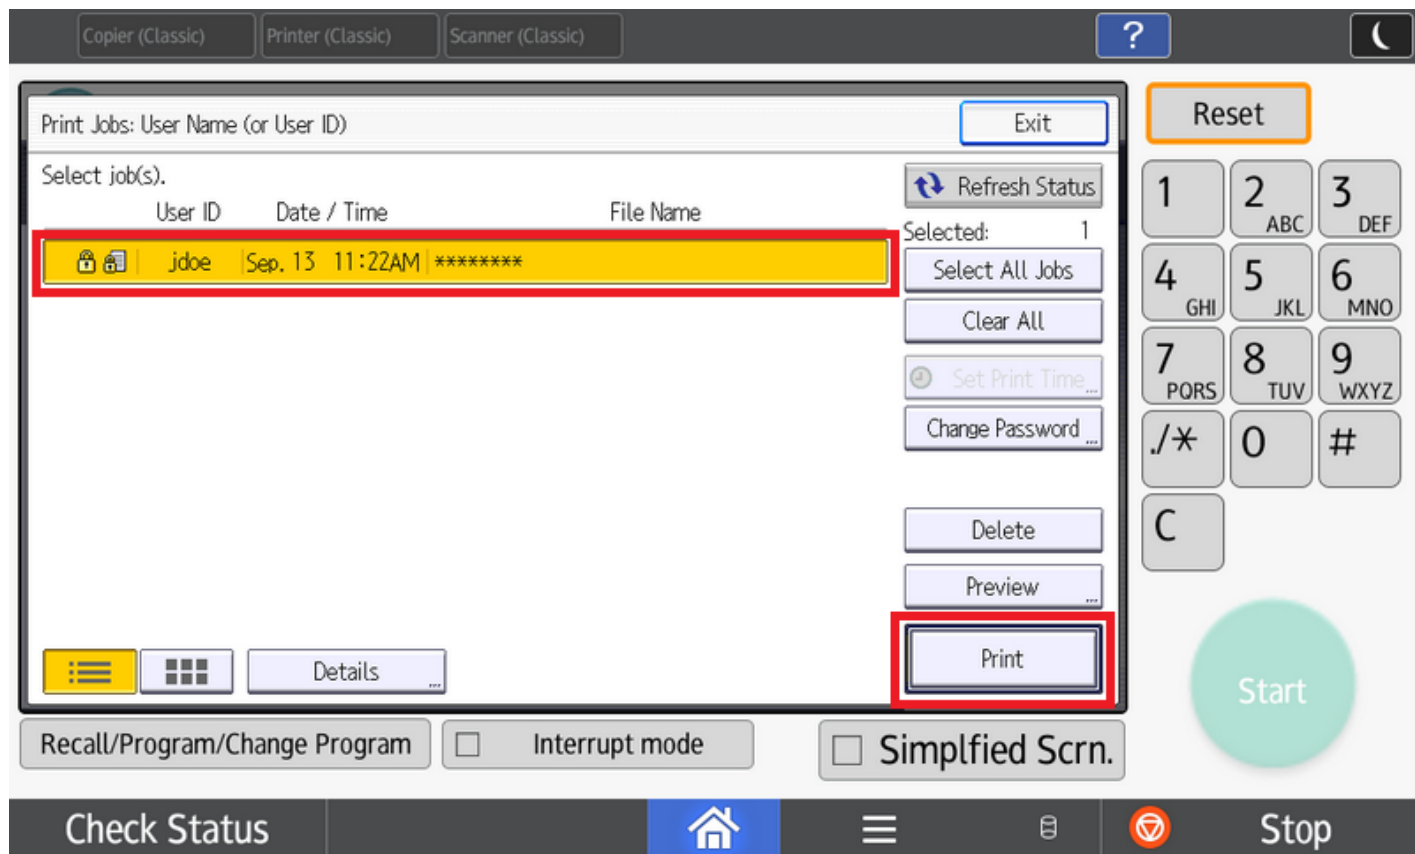 Copier (Classic) Printer (Classic) Scanner (Classic) ?
Print Jobs: User Name (or User ID) Exit
Select job(s).
User ID Date / Time File Name
jdoe Sep. 13 11:22AM ********
Refresh Status
Selected: 1
Select All Jobs
Clear All
Set Print Time...
Change Password...
Delete
Preview...
Print
Details...
Reset
1 2 ABC 3 DEF
4 GHI 5 JKL 6 MNO
7 PQRS 8 TUV 9 WXYZ
./* 0 #
C
Start
Recall/Program/Change Program Interrupt mode Simplfied Scrn.
Check Status Stop